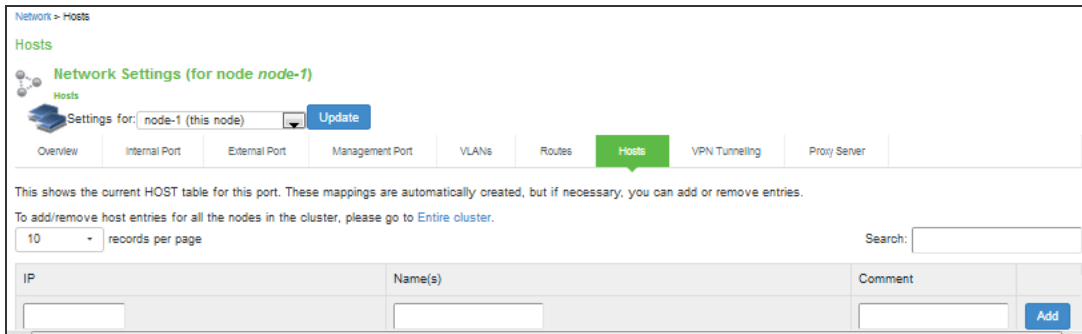 Network > Hosts
Hosts
Network Settings (for node node-1)
Hosts
Settings for: node-1 (this node) Update
Overview Internal Port External Port Management Port VLANs Routes Hosts VPN Tunneling Proxy Server
This shows the current HOST table for this port. These mappings are automatically created, but if necessary, you can add or remove entries.
To add/remove host entries for all the nodes in the cluster, please go to Entire cluster.
10 records per page Search:
IP Name(s) Comment
Add